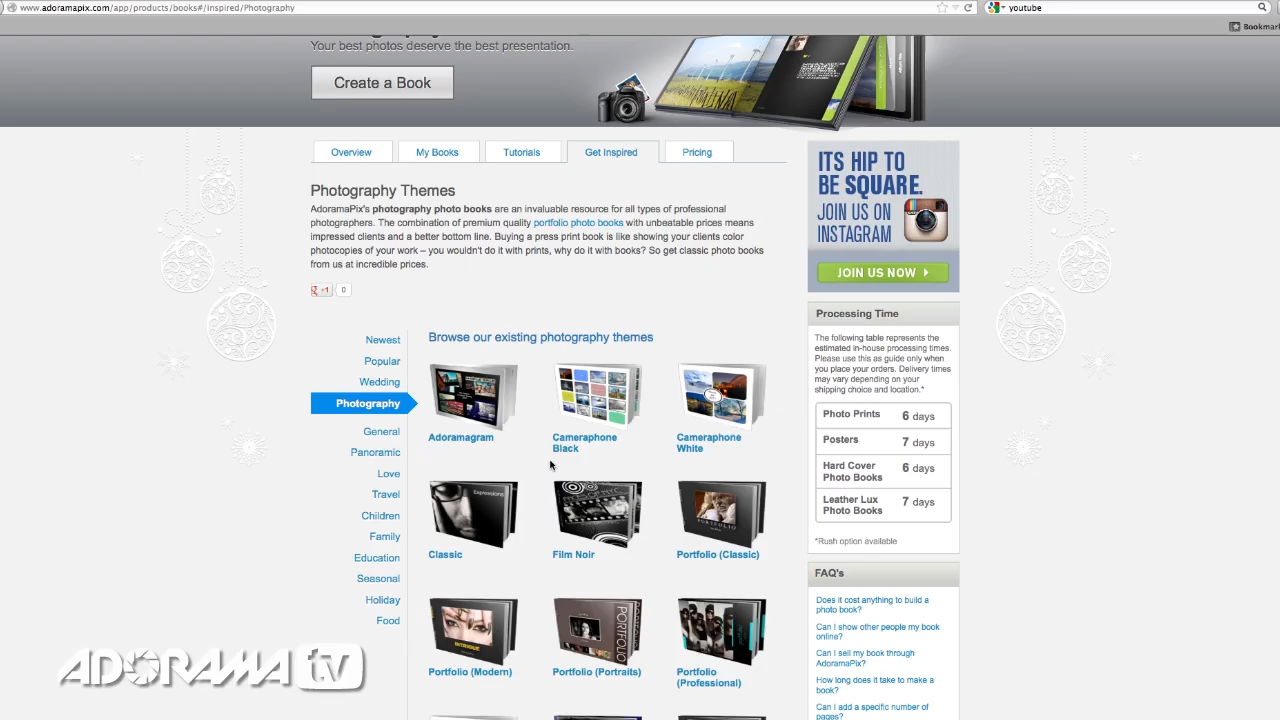 www.adoramapix.com/app/products/books#/inspired/Photography
youtube
Bookmar
Your best photos deserve the best presentation.
Create a Book
Overview
My Books
Tutorials
Get Inspired
Pricing
Photography Themes
AdoramaPix's photography photo books are an invaluable resource for all types of professional
photographers. The combination of premium quality portfolio photo books with unbeatable prices means
impressed clients and a better bottom line. Buying a press print book is like showing your clients color
photocopies of your work – you wouldn't do it with prints, why do it with books? So get classic photo books
from us at incredible prices.
+1
0
Newest
Popular
Wedding
Photography
General
Panoramic
Love
Travel
Children
Family
Education
Seasonal
Holiday
Food
Browse our existing photography themes
Adoramagram
Cameraphone
Black
Cameraphone
White
Expressions
Classic
Film Noir
PORTFOLIO
Portfolio (Classic)
INTRIGUE
Portfolio (Modern)
PORTFOLIO
Portfolio (Portraits)
Portfolio
(Professional)
ITS HIP TO
BE SQUARE.
JOIN US ON
INSTAGRAM
JOIN US NOW
Processing Time
The following table represents the
estimated in-house processing times.
Please use this as guide only when
you place your orders. Delivery times
may vary depending on your
shipping choice and location.*
Photo Prints 6 days
Posters 7 days
Hard Cover
Photo Books 6 days
Leather Lux
Photo Books 7 days
*Rush option available
FAQ's
Does it cost anything to build a
photo book?
Can I show other people my book
online?
Can I sell my book through
AdoramaPix?
How long does it take to make a
book?
Can I add a specific number of
pages?
ADORAMA TV